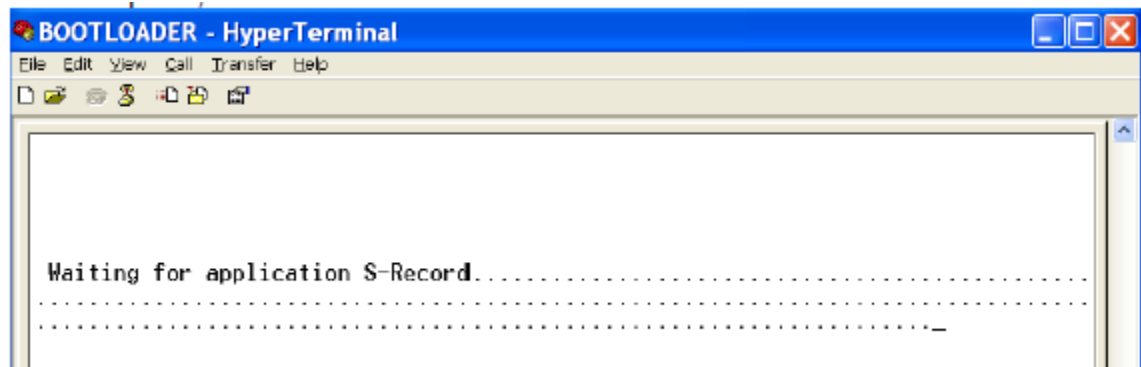 BOOTLOADER - HyperTerminal
File Edit View Call Transfer Help
Waiting for application S-Record...............................................
................................................................................
...................................................................._